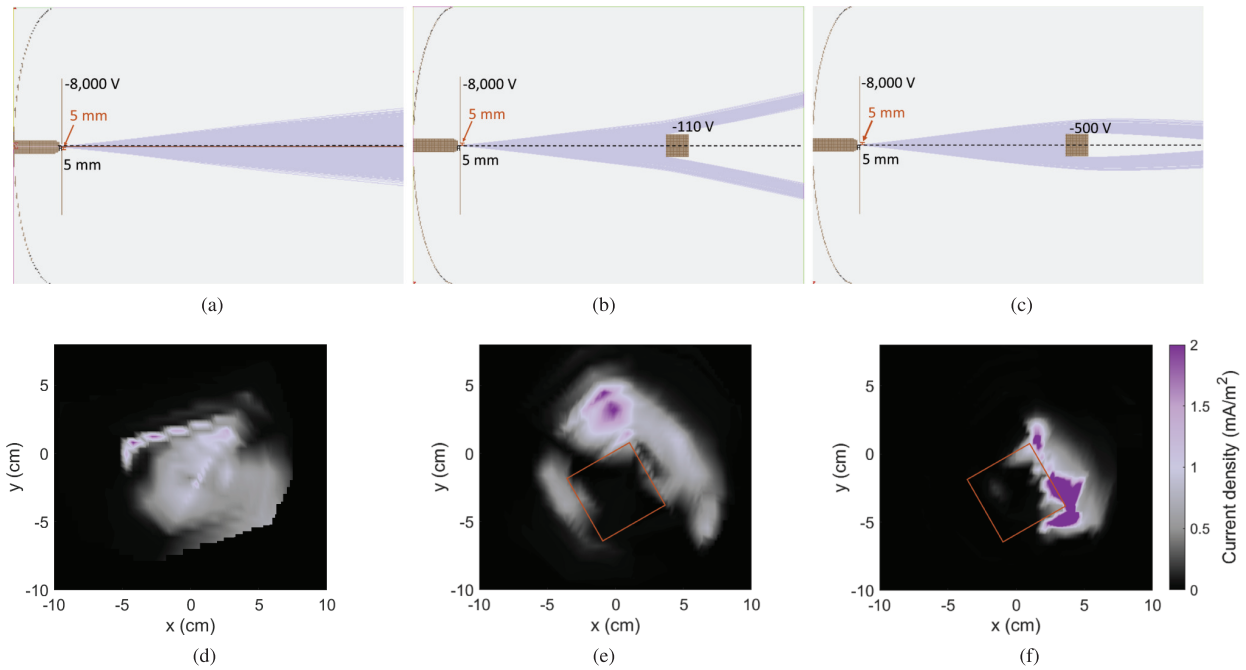 -8,000 V
5 mm
5 mm
(a)
-8,000 V
5 mm
5 mm
-110 V
(b)
-8,000 V
5 mm
5 mm
-500 V
(c)
5
0
-5
-10
y (cm)
-10 -5 0 5 10
x (cm)
(d)
5
0
-5
-10
y (cm)
-10 -5 0 5 10
x (cm)
(e)
5
0
-5
-10
y (cm)
-10 -5 0 5 10
x (cm)
(f)
2
1.5
1
0.5
0
Current density (mA/m²)